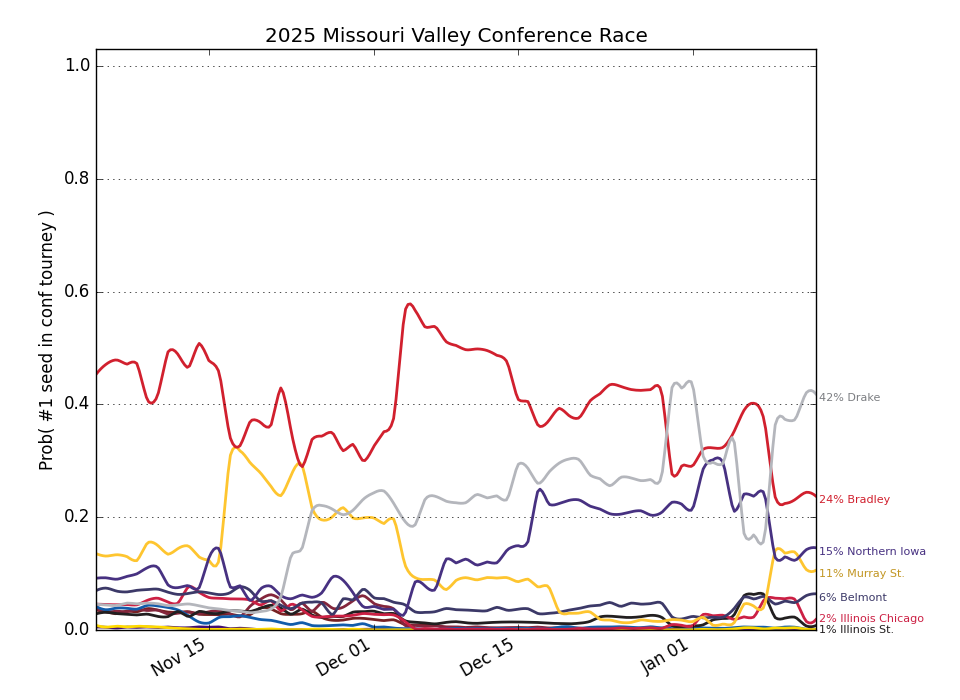 2025 Missouri Valley Conference Race
Prob( #1 seed in conf tourney )
1.0
0.8
0.6
0.4
0.2
0.0
Nov 15
Dec 01
Dec 15
Jan 01
42% Drake
24% Bradley
15% Northern Iowa
11% Murray St.
6% Belmont
2% Illinois Chicago
1% Illinois St.